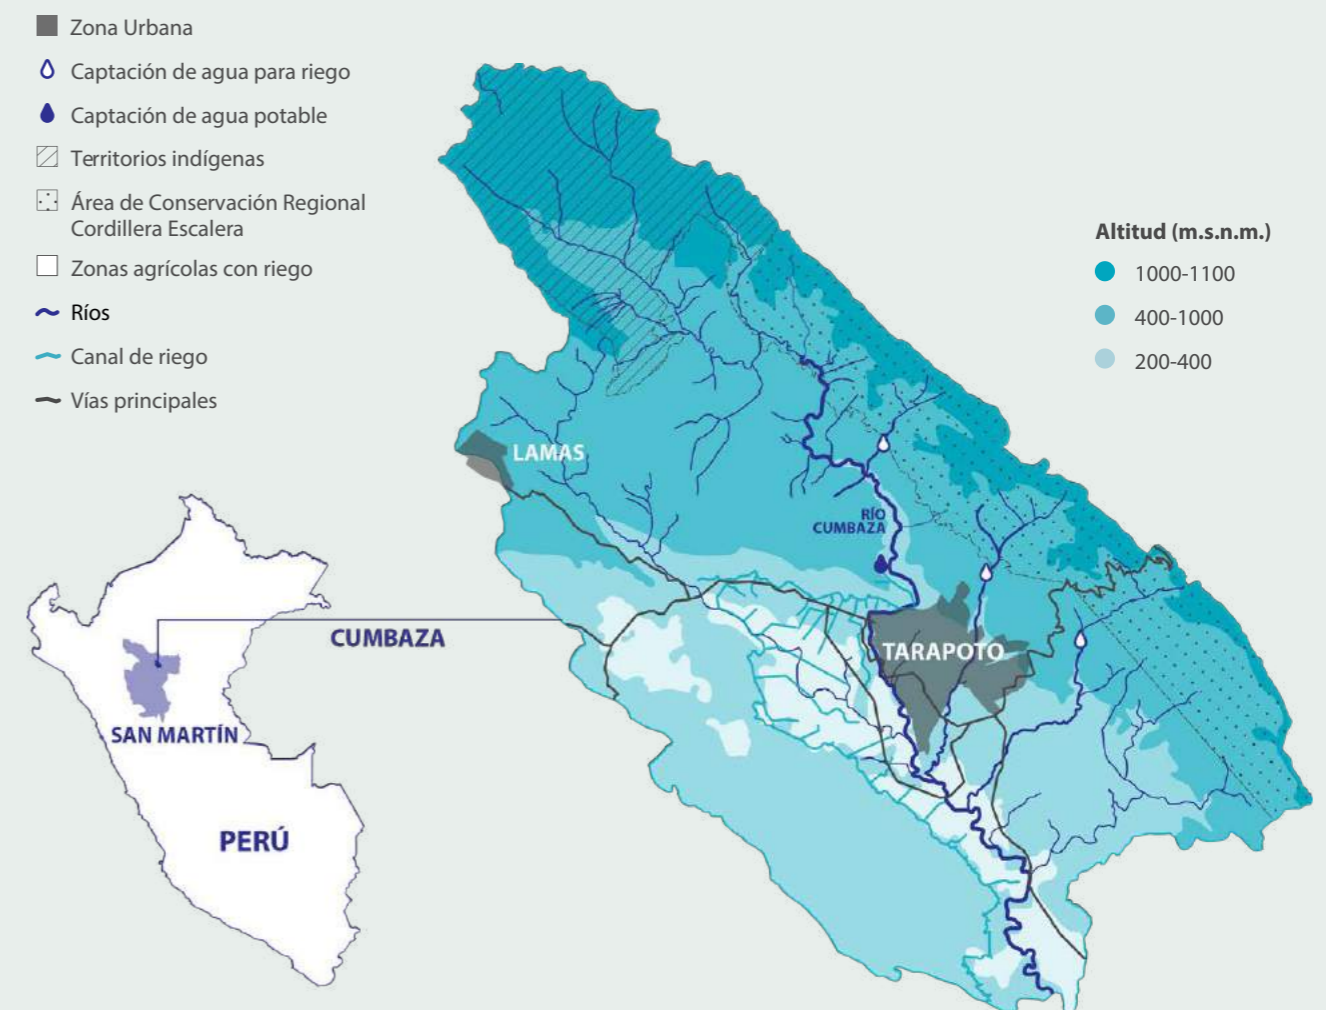 Zona Urbana
Captación de agua para riego
Captación de agua potable
Territorios indígenas
Área de Conservación Regional
Cordillera Escalera
Zonas agrícolas con riego
Ríos
Canal de riego
Vías principales
Altitud (m.s.n.m.)
1000-1100
400-1000
200-400
LAMAS
RÍO
CUMBAZA
TARAPOTO
CUMBAZA
SAN MARTÍN
PERÚ